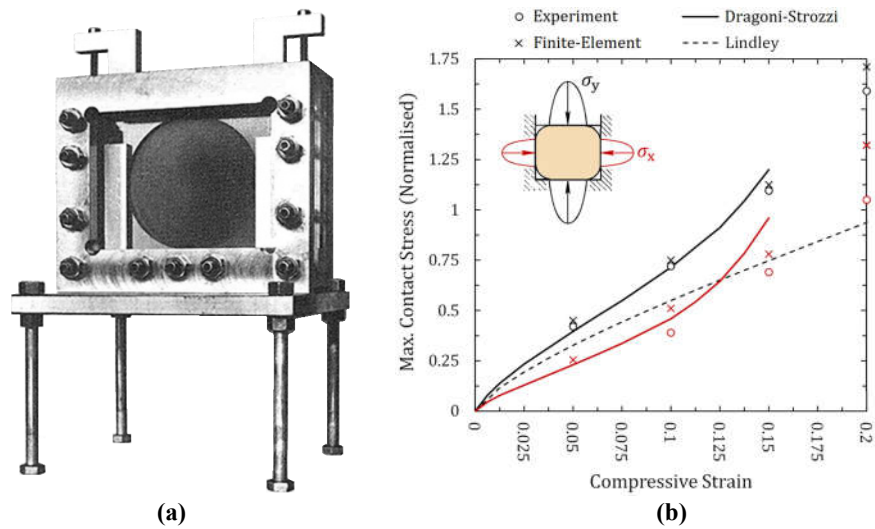 ○ Experiment
— Dragoni-Strozzi
× Finite-Element
---- Lindley
Max. Contact Stress (Normalised)
1.75
1.5
1.25
1
0.75
0.5
0.25
0
σy
σx
0
0.025
0.05
0.075
0.1
0.125
0.15
0.175
0.2
Compressive Strain
(a)
(b)